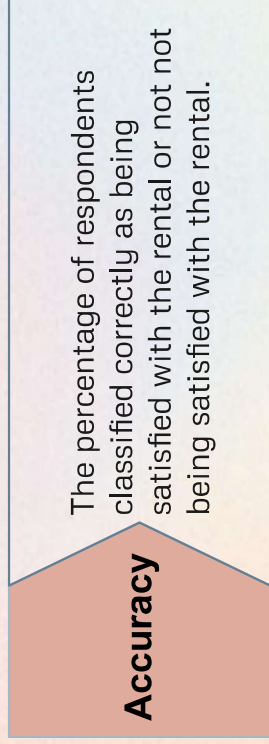 Accuracy
The percentage of respondents
classified correctly as being
satisfied with the rental or not not
being satisfied with the rental.